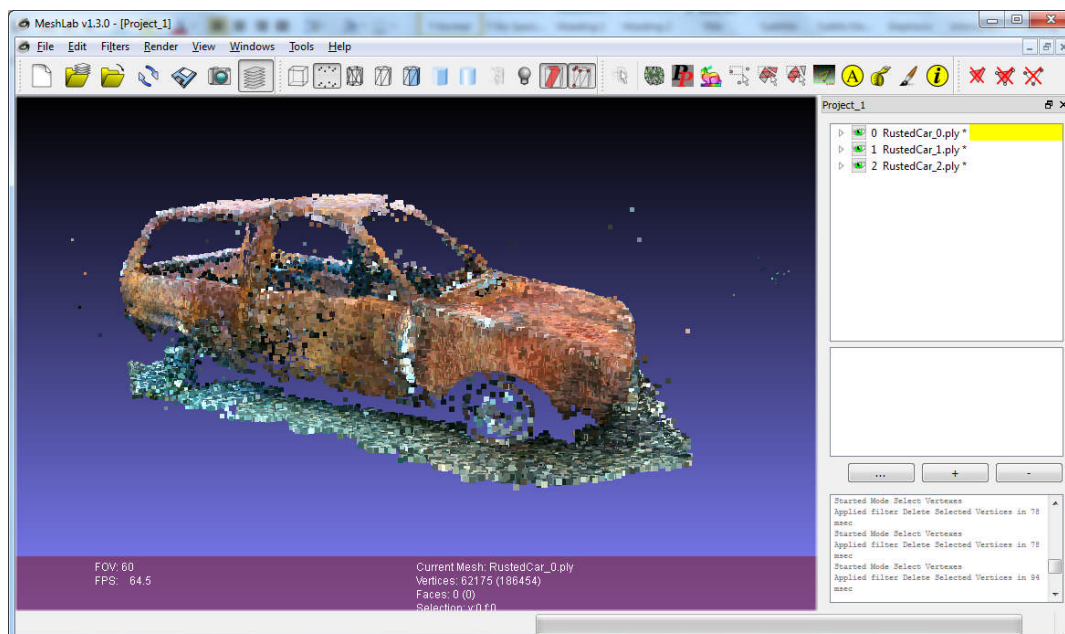 MeshLab v1.3.0 - [Project_1]
File Edit Filters Render View Windows Tools Help
Project_1
0 RustedCar_0.ply *
1 RustedCar_1.ply *
2 RustedCar_2.ply *
... + -
Started Mode Select Vertexes
Applied filter Delete Selected Vertices in 78
msec
Started Mode Select Vertexes
Applied filter Delete Selected Vertices in 78
msec
Started Mode Select Vertexes
Applied filter Delete Selected Vertices in 94
msec
FOV: 60
FPS: 64.5
Current Mesh: RustedCar_0.ply
Vertices: 62175 (186454)
Faces: 0 (0)
Selection: v:0 f:0